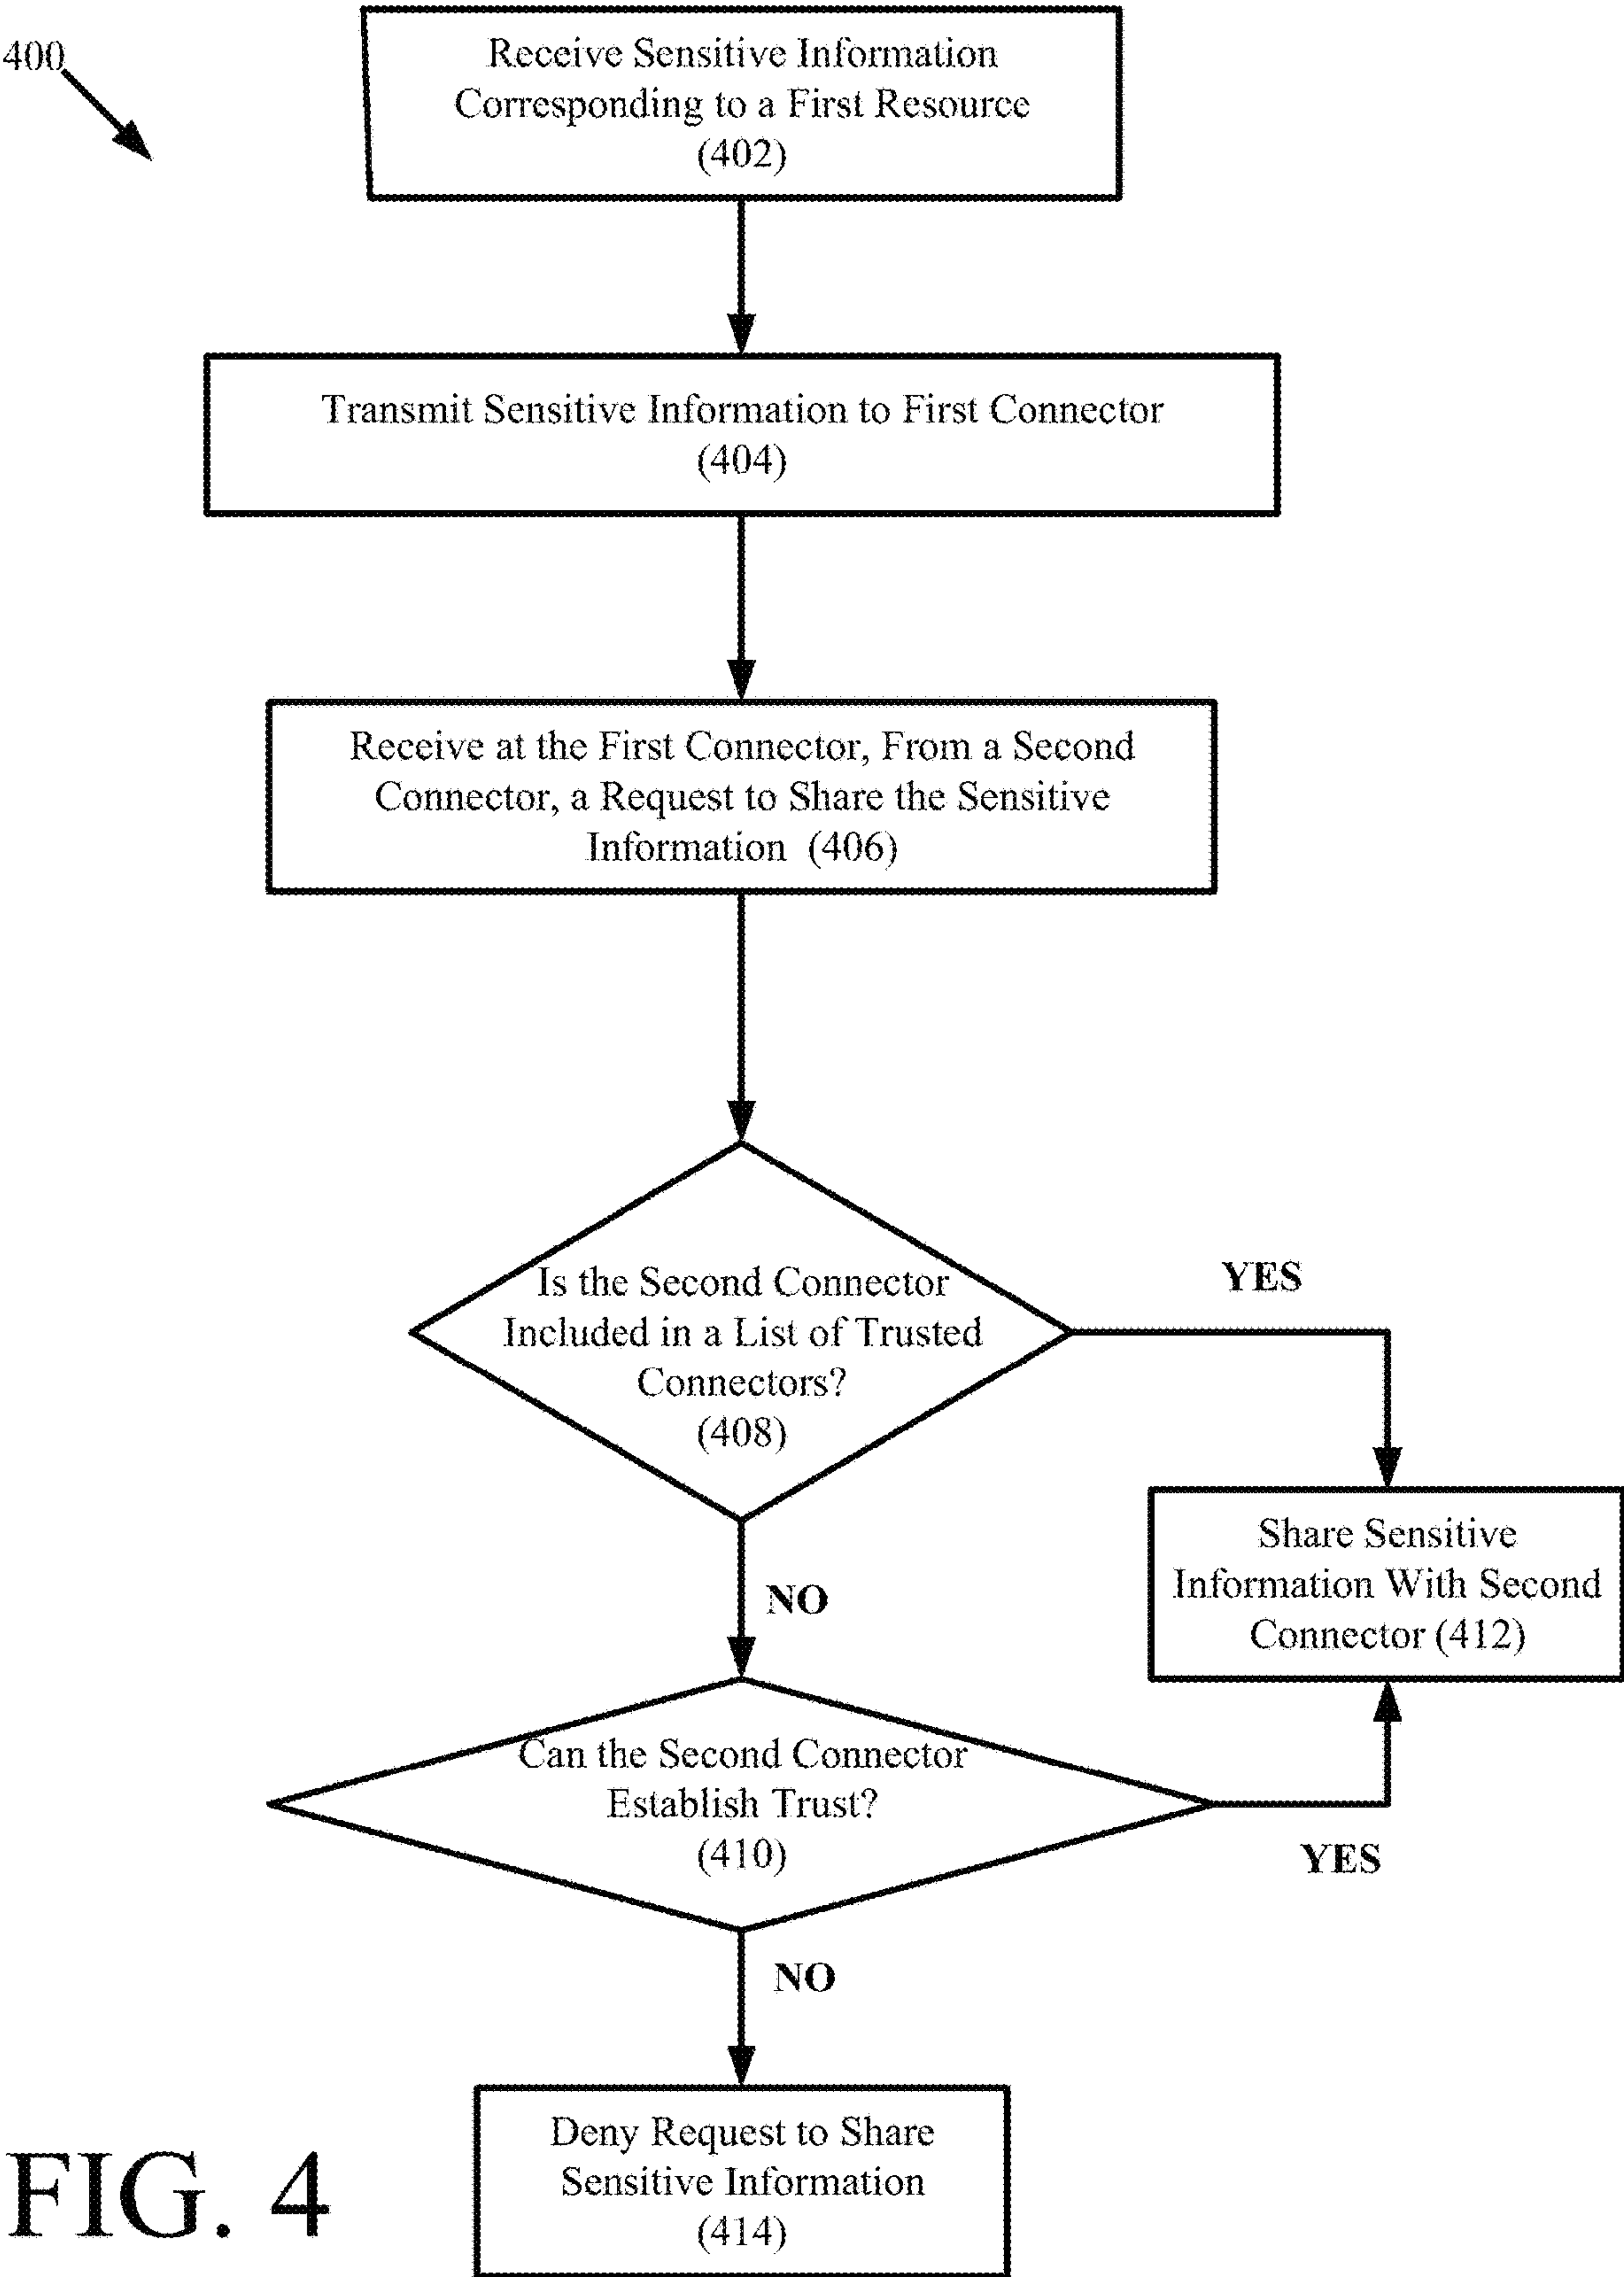 400
Receive Sensitive Information
Corresponding to a First Resource
(402)
Transmit Sensitive Information to First Connector
(404)
Receive at the First Connector, From a Second
Connector, a Request to Share the Sensitive
Information (406)
Is the Second Connector
Included in a List of Trusted
Connectors?
(408)
YES
Share Sensitive
Information With Second
Connector (412)
NO
Can the Second Connector
Establish Trust?
(410)
YES
NO
Deny Request to Share
Sensitive Information
(414)
FIG. 4